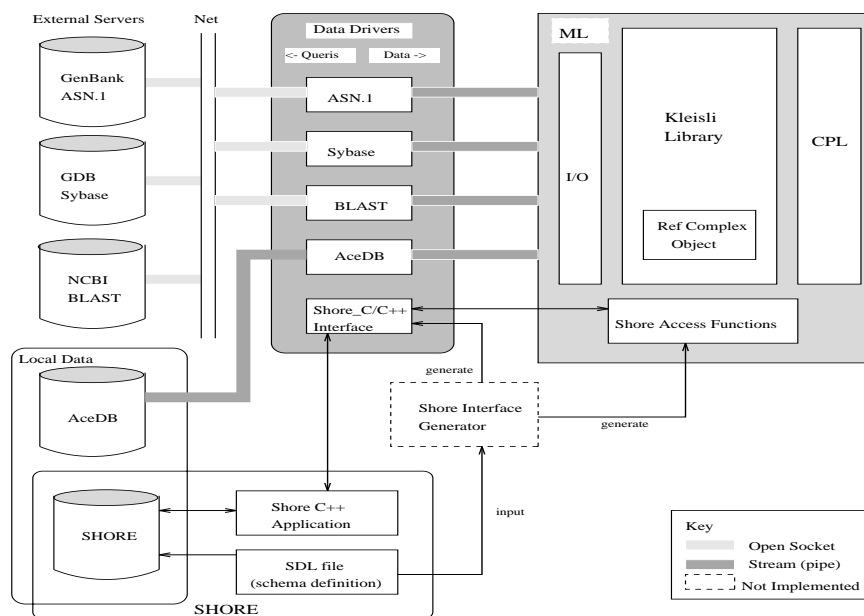 External Servers
Net
GenBank
ASN.1
GDB
Sybase
NCBI
BLAST
Data Drivers
<- Queris
Data ->
ASN.1
Sybase
BLAST
AceDB
Shore_C/C++
Interface
ML
I/O
Kleisli
Library
Ref Complex
Object
CPL
Shore Access Functions
Local Data
AceDB
generate
Shore Interface
Generator
generate
input
SHORE
Shore C++
Application
SDL file
(schema definition)
SHORE
Key
Open Socket
Stream (pipe)
Not Implemented